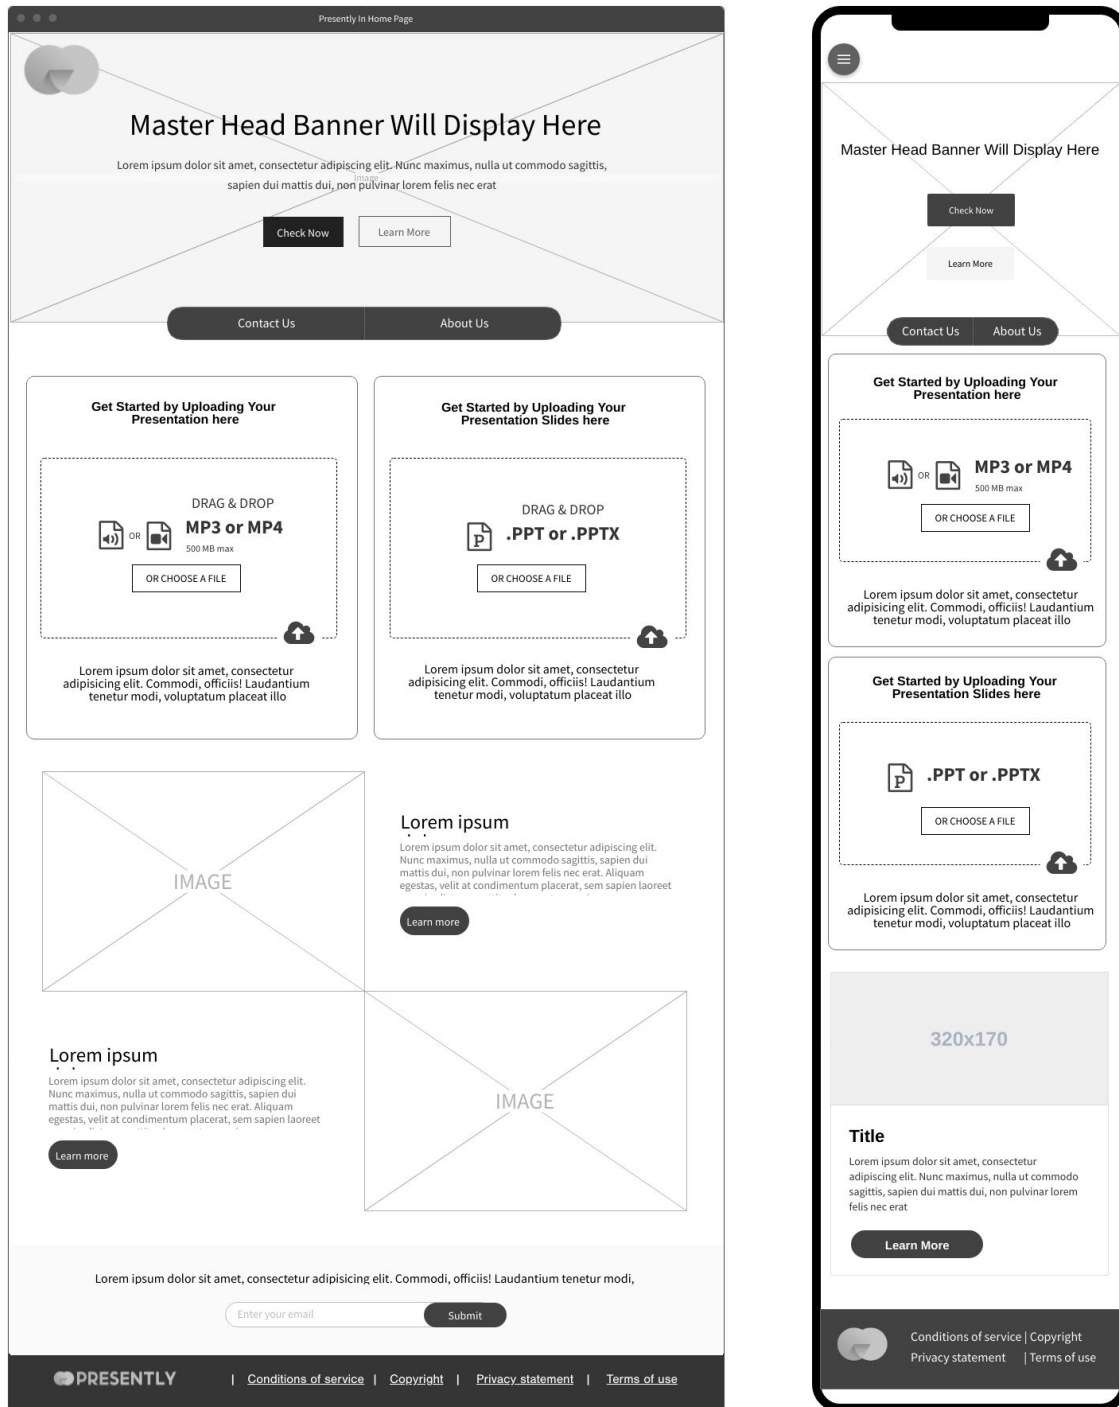 Presently In Home Page
Master Head Banner Will Display Here
Lorem ipsum dolor sit amet, consectetur adipiscing elit. Nunc maximus, nulla ut commodo sagittis,
Image
sapien dui mattis dui, non pulvinar lorem felis nec erat
Check Now
Learn More
Contact Us
About Us
Get Started by Uploading Your
Presentation here
DRAG & DROP
OR
MP3 or MP4
500 MB max
OR CHOOSE A FILE
Lorem ipsum dolor sit amet, consectetur
adipisicing elit. Commodi, officiis! Laudantium
tenetur modi, voluptatum placeat illo
Get Started by Uploading Your
Presentation Slides here
DRAG & DROP
P
.PPT or .PPTX
OR CHOOSE A FILE
Lorem ipsum dolor sit amet, consectetur
adipisicing elit. Commodi, officiis! Laudantium
tenetur modi, voluptatum placeat illo
IMAGE
Lorem ipsum
Lorem ipsum dolor sit amet, consectetur adipiscing elit.
Nunc maximus, nulla ut commodo sagittis, sapien dui
mattis dui, non pulvinar lorem felis nec erat. Aliquam
egestas, velit at condimentum placerat, sem sapien laoreet
Learn more
Lorem ipsum
Lorem ipsum dolor sit amet, consectetur adipiscing elit.
Nunc maximus, nulla ut commodo sagittis, sapien dui
mattis dui, non pulvinar lorem felis nec erat. Aliquam
egestas, velit at condimentum placerat, sem sapien laoreet
Learn more
IMAGE
Lorem ipsum dolor sit amet, consectetur adipisicing elit. Commodi, officiis! Laudantium tenetur modi,
Enter your email
Submit
PRESENTLY
| Conditions of service | Copyright | Privacy statement | Terms of use
Master Head Banner Will Display Here
Check Now
Learn More
Contact Us
About Us
Get Started by Uploading Your
Presentation here
OR
MP3 or MP4
500 MB max
OR CHOOSE A FILE
Lorem ipsum dolor sit amet, consectetur
adipisicing elit. Commodi, officiis! Laudantium
tenetur modi, voluptatum placeat illo
Get Started by Uploading Your
Presentation Slides here
P
.PPT or .PPTX
OR CHOOSE A FILE
Lorem ipsum dolor sit amet, consectetur
adipisicing elit. Commodi, officiis! Laudantium
tenetur modi, voluptatum placeat illo
320x170
Title
Lorem ipsum dolor sit amet, consectetur
adipiscing elit. Nunc maximus, nulla ut commodo
sagittis, sapien dui mattis dui, non pulvinar lorem
felis nec erat
Learn More
Conditions of service | Copyright
Privacy statement | Terms of use